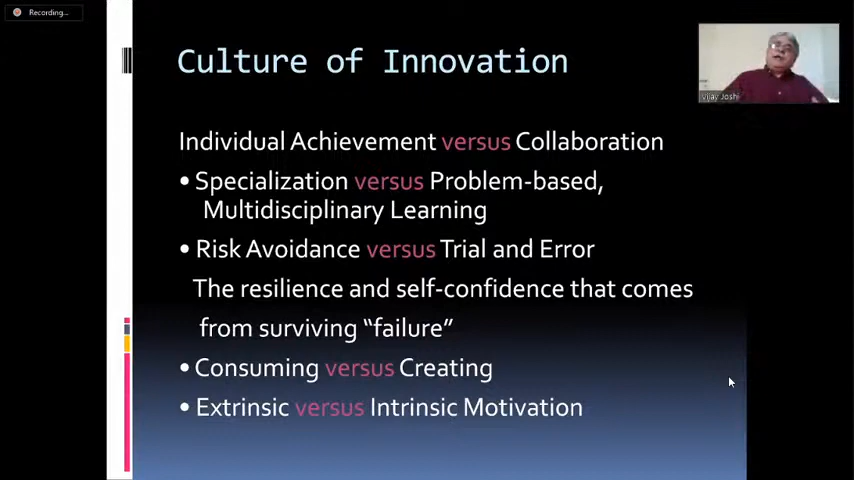 Recording...
Culture of Innovation
vijay Joshi
Individual Achievement versus Collaboration
• Specialization versus Problem-based,
Multidisciplinary Learning
• Risk Avoidance versus Trial and Error
The resilience and self-confidence that comes
from surviving “failure”
• Consuming versus Creating
• Extrinsic versus Intrinsic Motivation